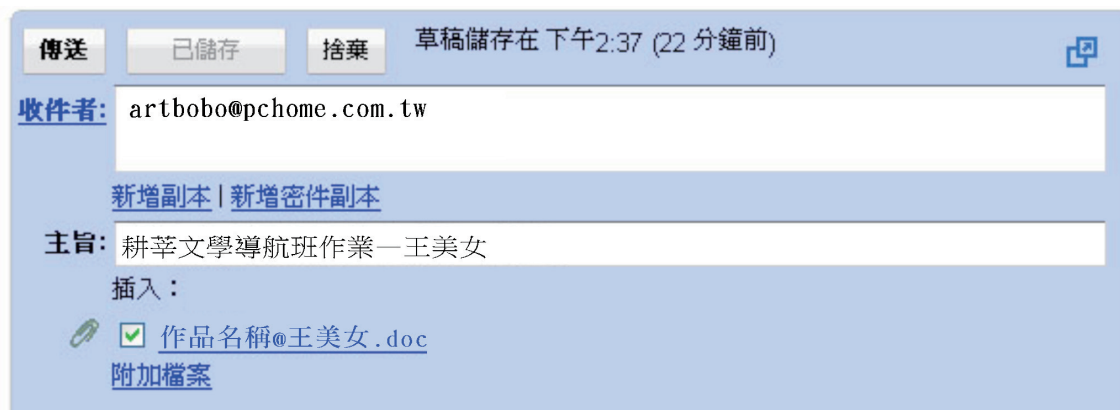 傳送 已儲存 捨棄 草稿儲存在 下午2:37 (22 分鐘前)
收件者: artbobo@pchome.com.tw
新增副本 | 新增密件副本
主旨: 耕莘文學導航班作業—王美女
插入：
作品名稱@王美女.doc
附加檔案